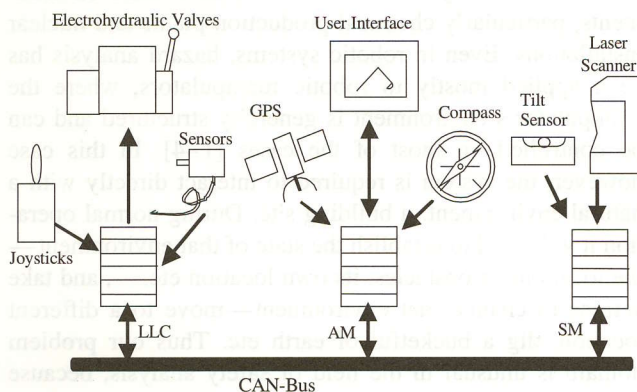 Electrohydraulic Valves
User Interface
Laser
Scanner
GPS
Compass
Tilt
Sensor
Sensors
Joysticks
LLC
AM
SM
CAN-Bus